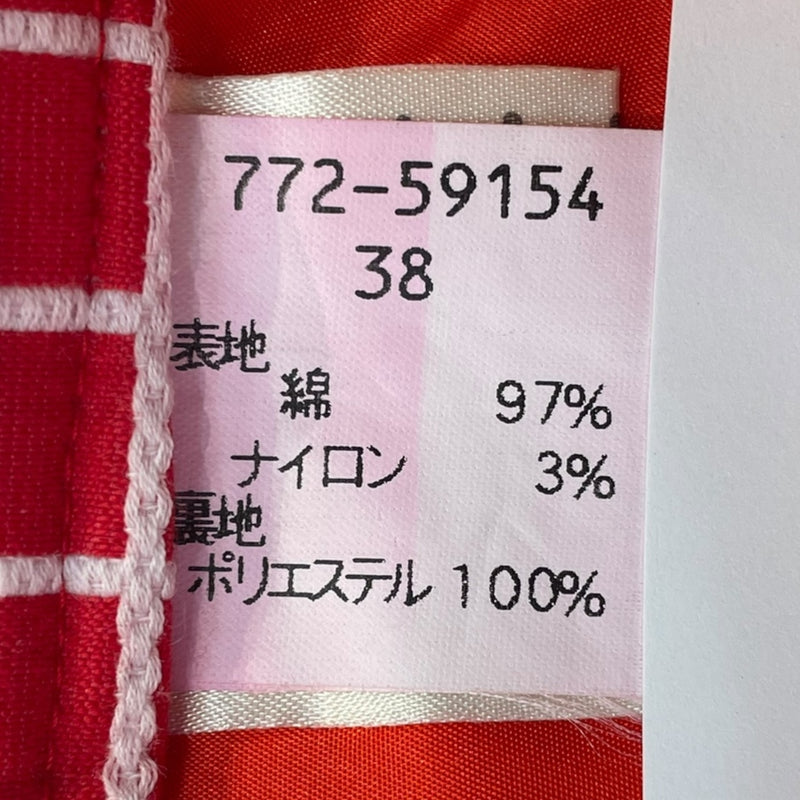 772-59154
38
表地
綿 97%
ナイロン 3%
裏地
ポリエステル 100%